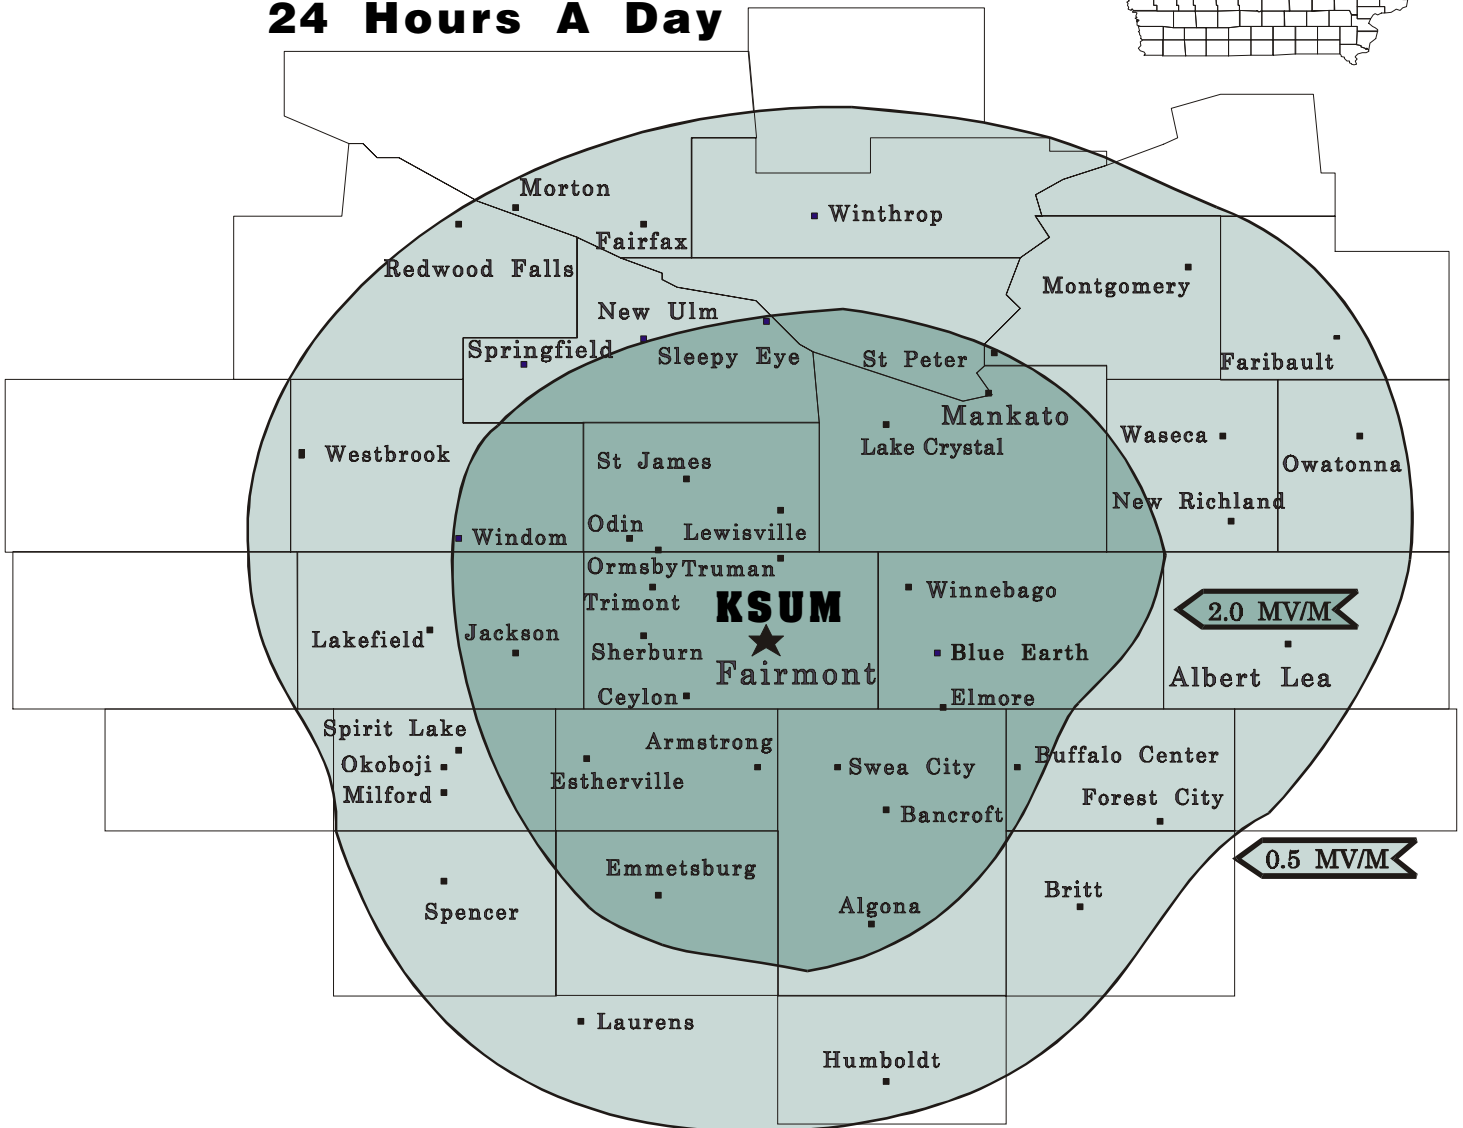 24 Hours A Day
Morton
Winthrop
Fairfax
Redwood Falls
Montgomery
New Ulm
Springfield
Sleepy Eye
St Peter
Faribault
Mankato
Waseca
Lake Crystal
Westbrook
St James
Owatonna
New Richland
Odin
Lewisville
Windom
Ormsby
Truman
Trimont
KSUM
Winnebago
2.0 MV/M
Lakefield
Jackson
Sherburn
Blue Earth
Fairmont
Albert Lea
Ceylon
Elmore
Spirit Lake
Armstrong
Buffalo Center
Okoboji
Swea City
Estherville
Milford
Forest City
Bancroft
0.5 MV/M
Emmetsburg
Britt
Algona
Spencer
Laurens
Humboldt